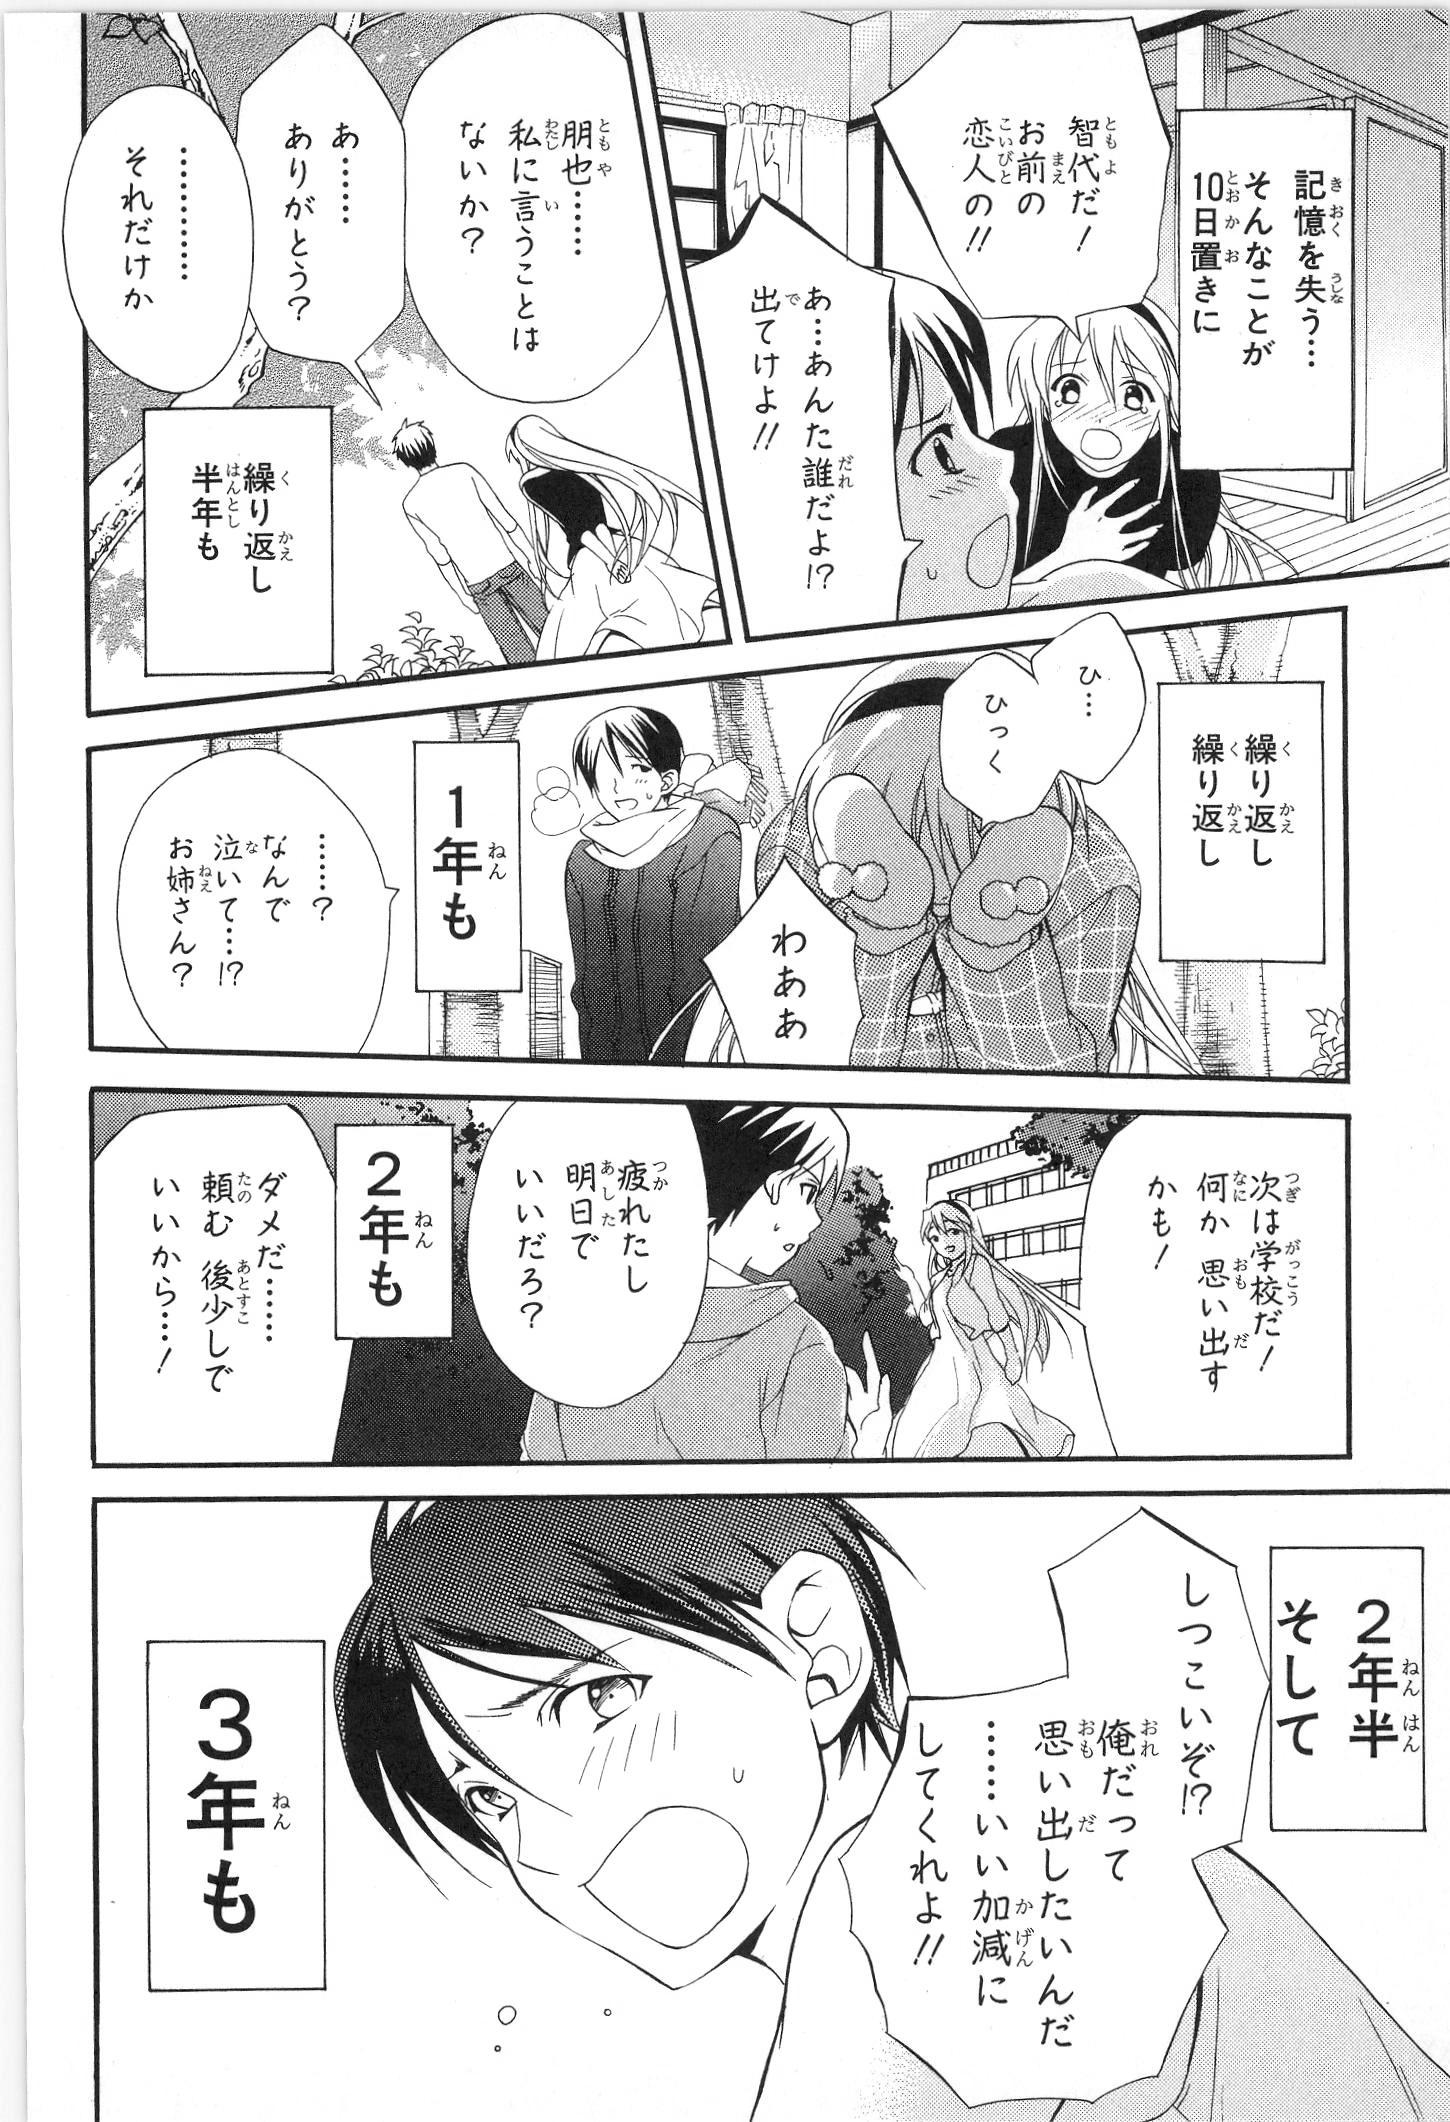 記憶を失う…
そんなことが
10日置きに
智代だ！
お前の
恋人の!!
あ…あんた誰だよ!?
出てけよ!!
朋也……
私に言うことは
ないか？
あ……
ありがとう？
…………
それだけか
繰り返し
半年も
繰り返し
繰り返し
ひ…
ひっく
わああ
1年も
……？
なんで
泣いて…!?
お姉さん？
次は学校だ！
何か 思い出す
かも！
疲れたし
明日で
いいだろ？
2年も
ダメだ……
頼む 後少しで
いいから……！
2年半
そして
しつこいぞ!?
俺だって
思い出したいんだ
……いい加減に
してくれよ!!
3年も